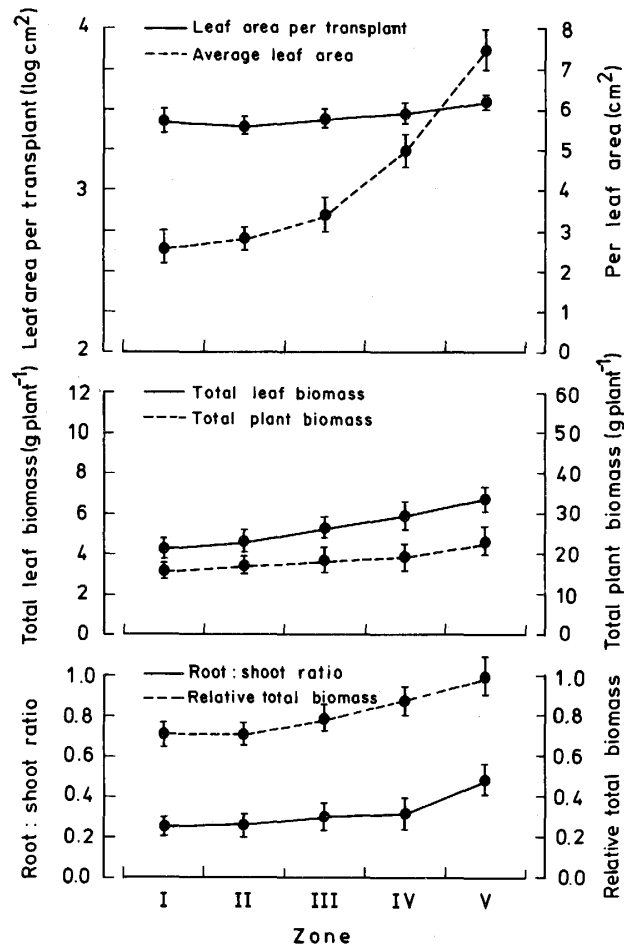 Leaf area per transplant
Average leaf area
Leaf area per transplant (log cm²)
4
3
2
Per leaf area (cm²)
8
7
6
5
4
3
2
1
0
Total leaf biomass
Total plant biomass
Total leaf biomass (g plant⁻¹)
12
10
8
6
4
2
0
Total plant biomass (g plant⁻¹)
60
50
40
30
20
10
0
Root : shoot ratio
Relative total biomass
Root : shoot ratio
1.0
0.8
0.6
0.4
0.2
0.0
Relative total biomass
1.0
0.8
0.6
0.4
0.2
0.0
I II III IV V
Zone